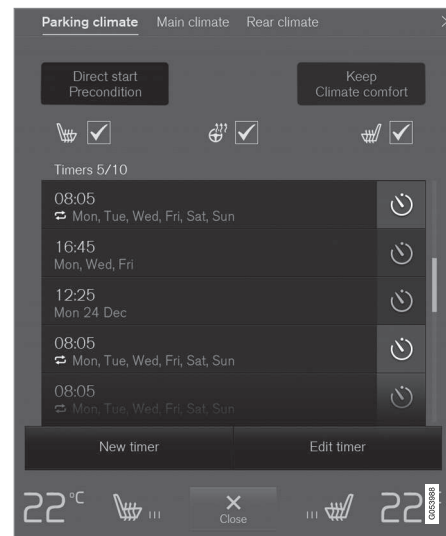 Parking climate Main climate Rear climate
Direct start
Precondition
Keep
Climate comfort
Timers 5/10
08:05
Mon, Tue, Wed, Fri, Sat, Sun
16:45
Mon, Wed, Fri
12:25
Mon 24 Dec
08:05
Mon, Tue, Wed, Fri, Sat, Sun
08:05
Mon, Tue, Wed, Fri, Sat, Sun
New timer Edit timer
22°C Close 22
G053988